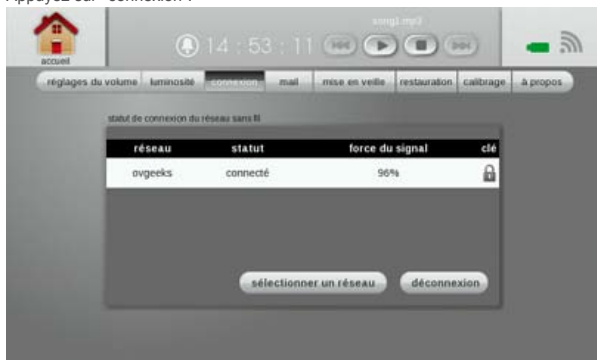 Appuyez sur "connexion".
song1.mp3
14 : 53 : 11
accueil
réglages du volume luminosité connexion mail mise en veille restauration calibrage à propos
statut de connexion du réseau sans fil
réseau statut force du signal clé
ovgeeks connecté 96%
sélectionner un réseau déconnexion